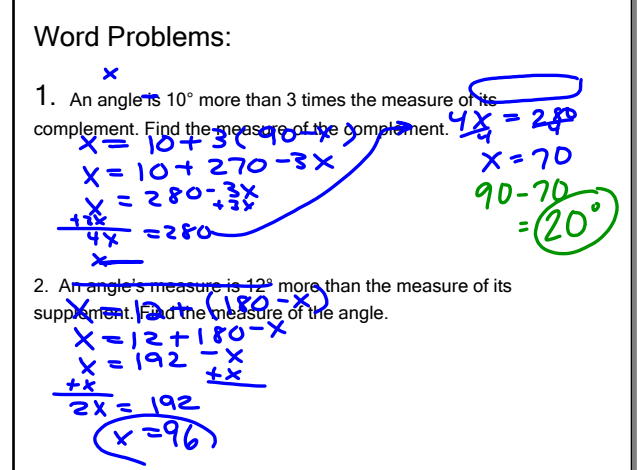 Word Problems:
x
1. An angle is 10° more than 3 times the measure of its
complement. Find the measure of the complement.
x = 10 + 3(90-x)
x = 10 + 270 - 3x
x = 280 - 3x
+3x +3x
4x = 280
x
4x = 280
4 4
x = 70
90-70
= 20°
2. An angle's measure is 12° more than the measure of its
supplement. Find the measure of the angle.
x = 12 + (180-x)
x = 12 + 180 - x
x = 192 - x
+x +x
2x = 192
x = 96